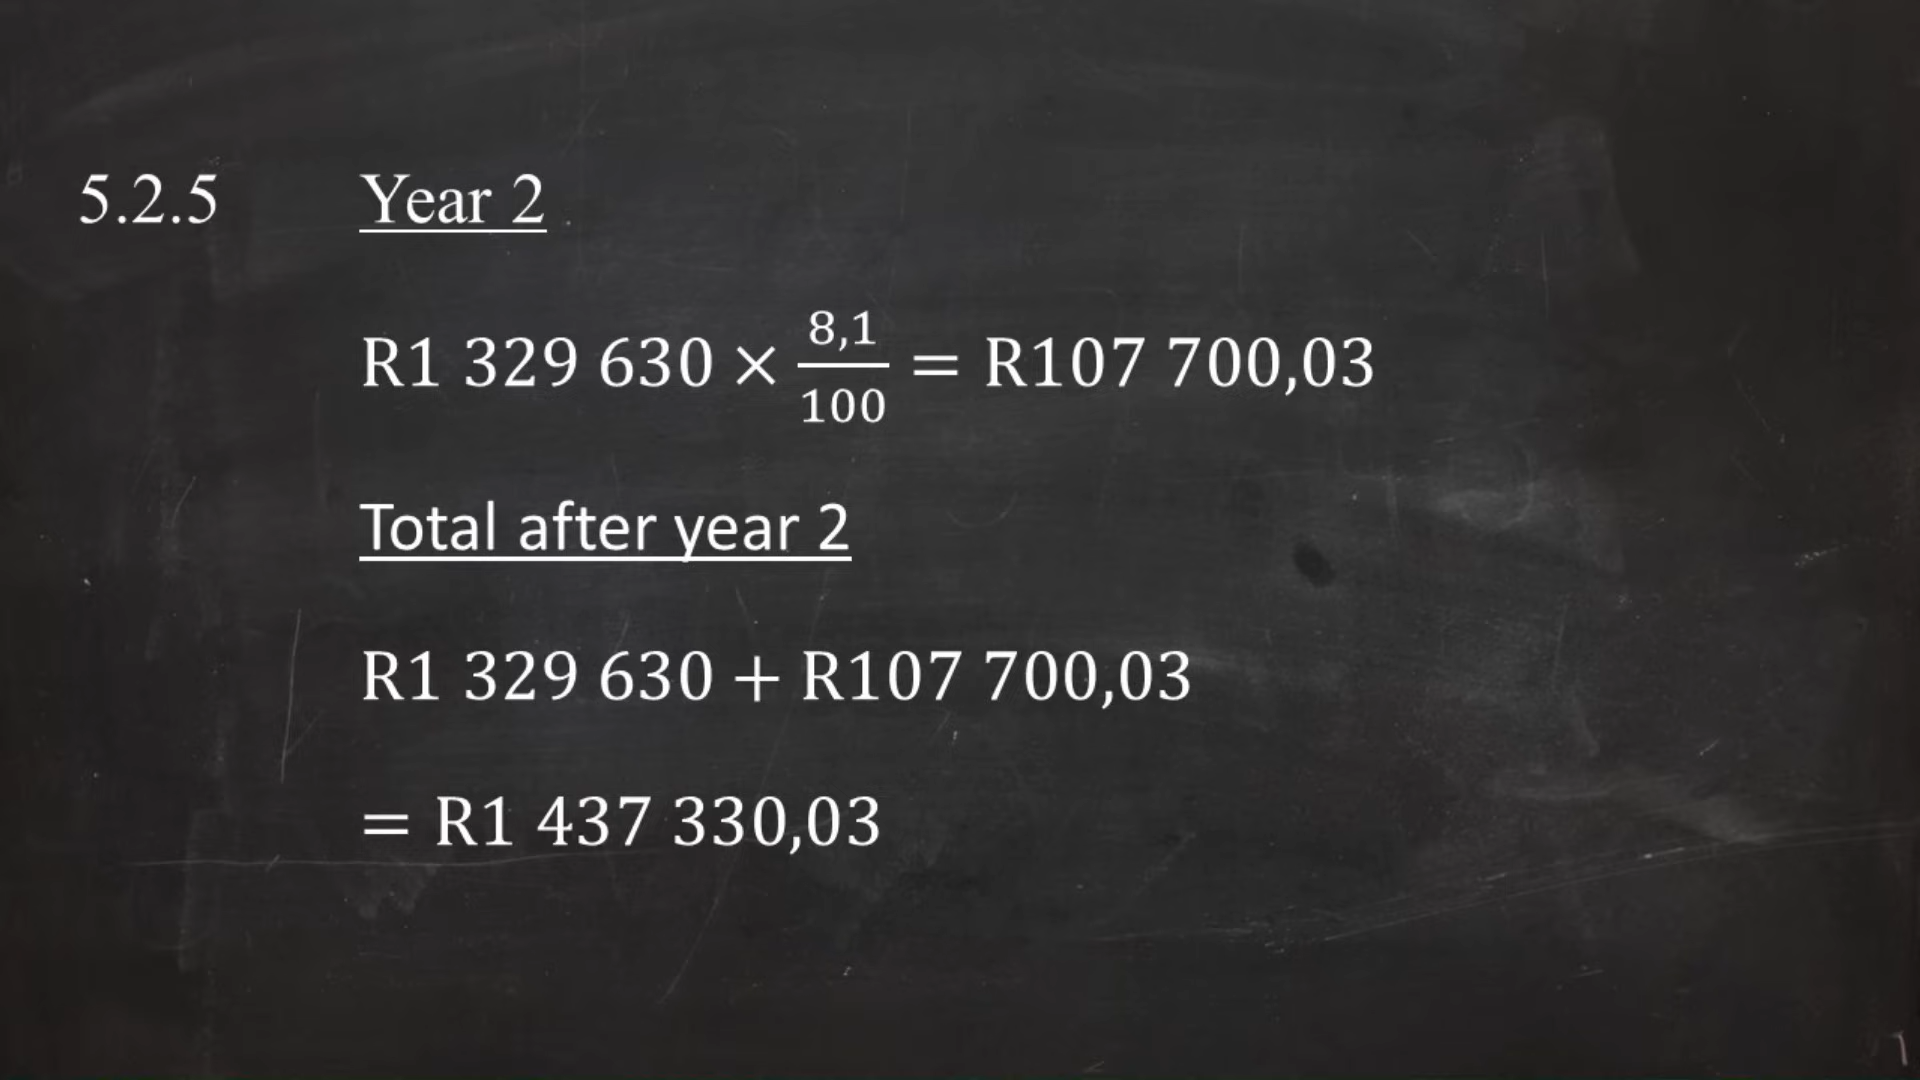 5.2.5 Year 2
R1 329 630 × 8,1/100 = R107 700,03
Total after year 2
R1 329 630 + R107 700,03
= R1 437 330,03